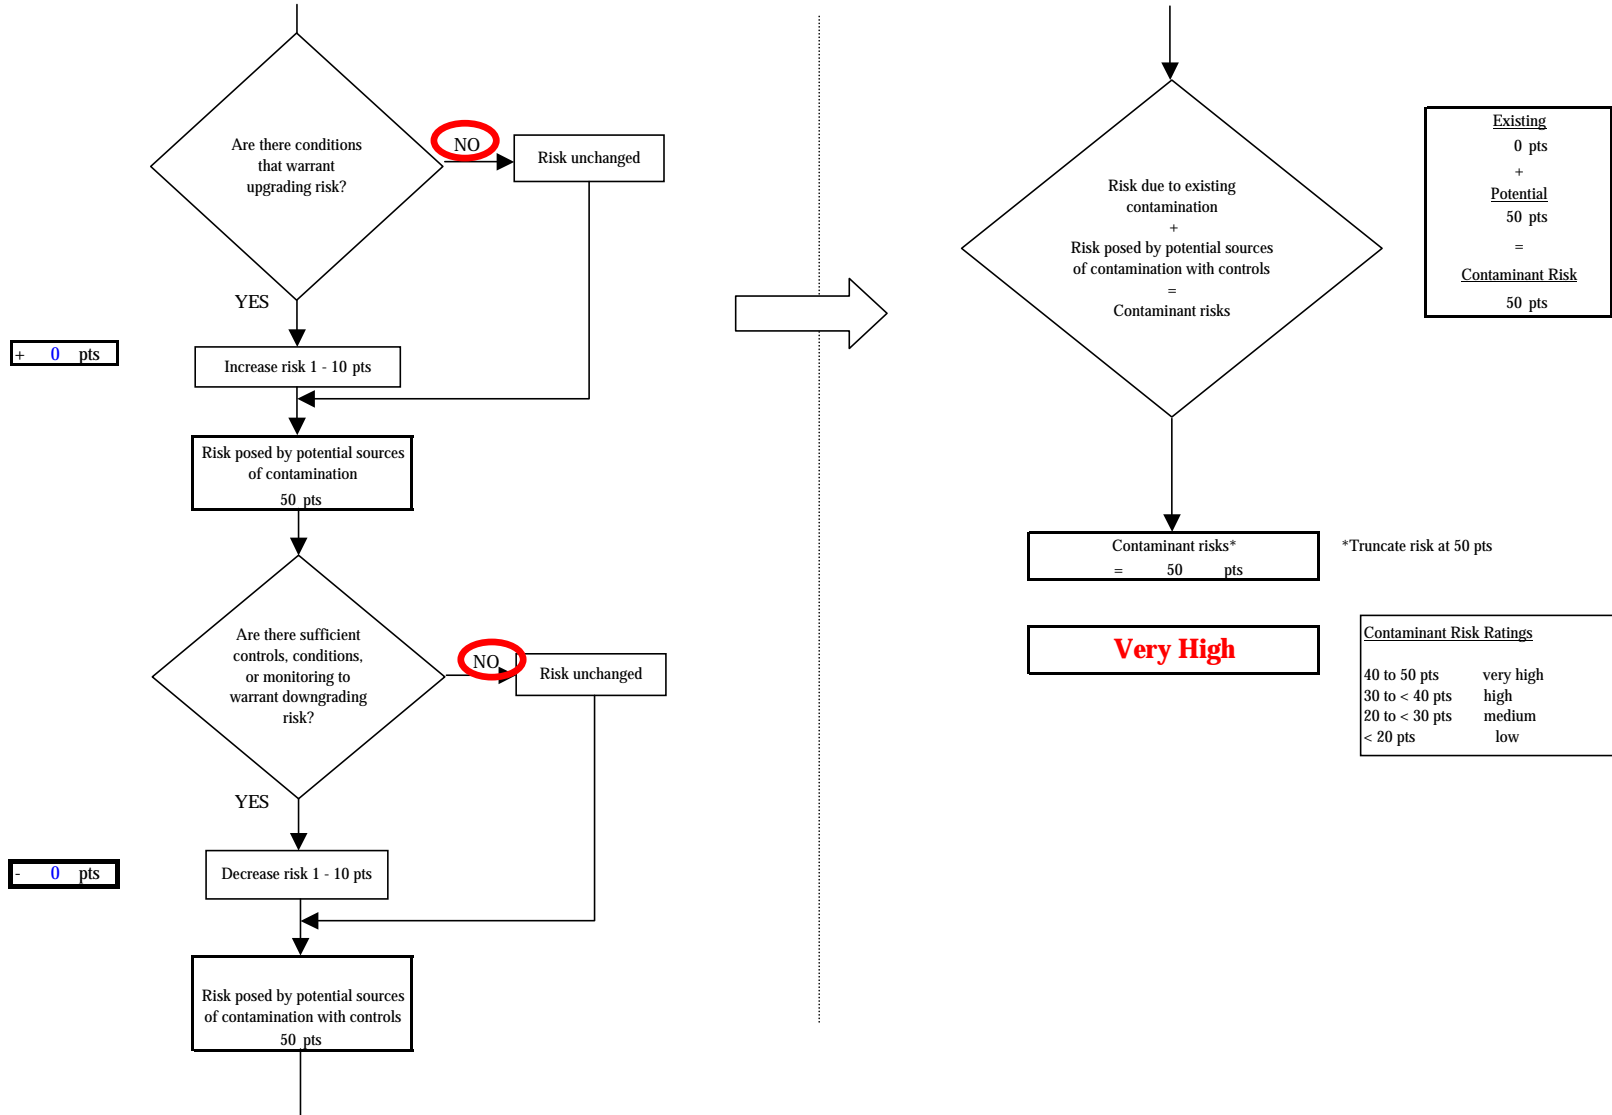 Are there conditions
that warrant
upgrading risk?
NO
Risk unchanged
YES
+ 0 pts
Increase risk 1 - 10 pts
Risk posed by potential sources
of contamination
50 pts
Are there sufficient
controls, conditions,
or monitoring to
warrant downgrading
risk?
NO
Risk unchanged
YES
- 0 pts
Decrease risk 1 - 10 pts
Risk posed by potential sources
of contamination with controls
50 pts
Risk due to existing
contamination
+
Risk posed by potential sources
of contamination with controls
=
Contaminant risks
Existing
0 pts
+
Potential
50 pts
=
Contaminant Risk
50 pts
Contaminant risks*
= 50 pts
*Truncate risk at 50 pts
Very High
Contaminant Risk Ratings
40 to 50 pts very high
30 to < 40 pts high
20 to < 30 pts medium
< 20 pts low